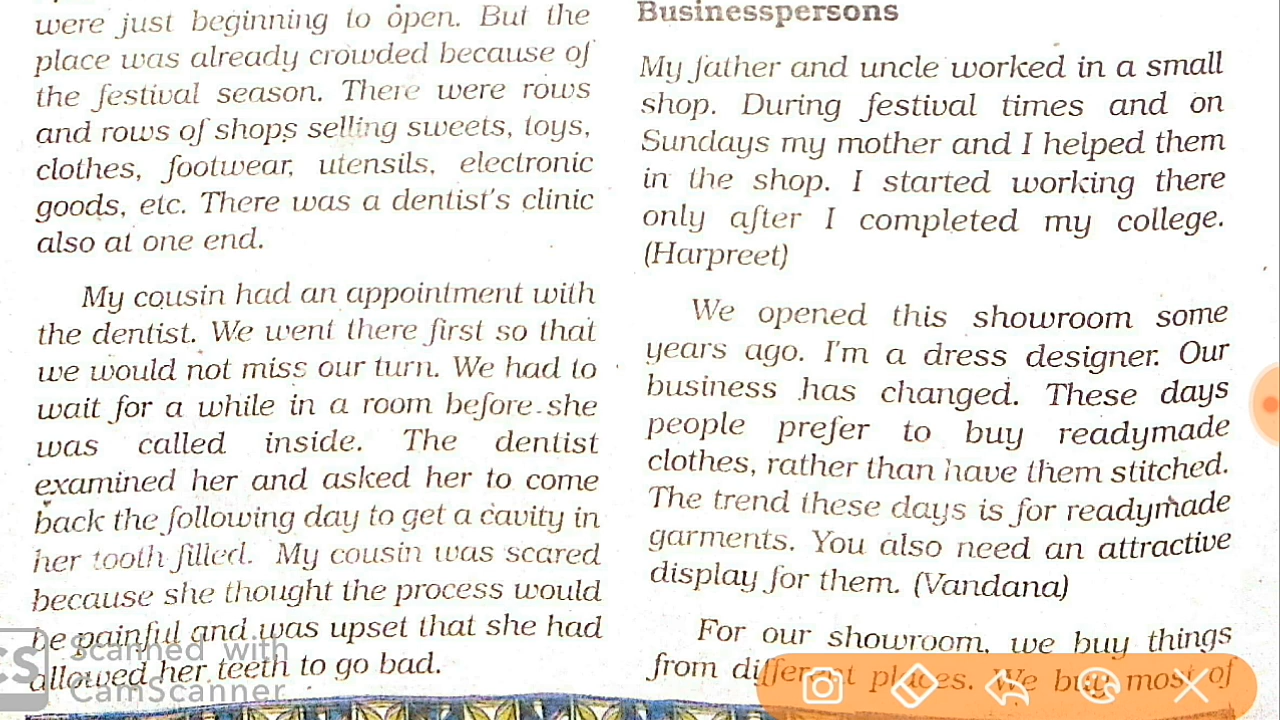 were just beginning to open. But the
place was already crowded because of
the festival season. There were rows
and rows of shops selling sweets, toys,
clothes, footwear, utensils, electronic
goods, etc. There was a dentist's clinic
also at one end.
My cousin had an appointment with
the dentist. We went there first so that
we would not miss our turn. We had to
wait for a while in a room before she
was called inside. The dentist
examined her and asked her to come
back the following day to get a cavity in
her tooth filled. My cousin was scared
because she thought the process would
be painful and was upset that she had
allowed her teeth to go bad.
Businesspersons
My father and uncle worked in a small
shop. During festival times and on
Sundays my mother and I helped them
in the shop. I started working there
only after I completed my college.
(Harpreet)
We opened this showroom some
years ago. I'm a dress designer. Our
business has changed. These days
people prefer to buy readymade
clothes, rather than have them stitched.
The trend these days is for readymade
garments. You also need an attractive
display for them. (Vandana)
For our showroom, we buy things
from different places. We buy most of
CS
Scanned with
CamScanner